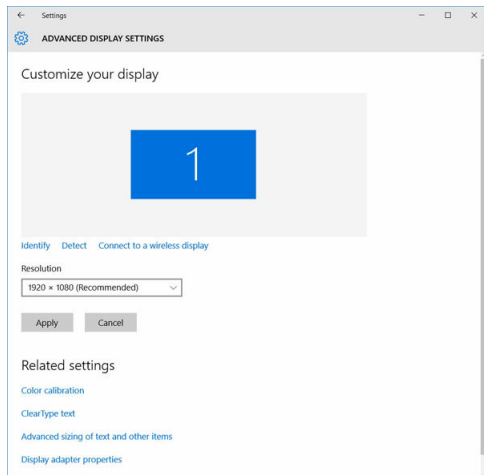 Settings
ADVANCED DISPLAY SETTINGS
Customize your display
1
Identify Detect Connect to a wireless display
Resolution
1920 × 1080 (Recommended)
Apply Cancel
Related settings
Color calibration
ClearType text
Advanced sizing of text and other items
Display adapter properties